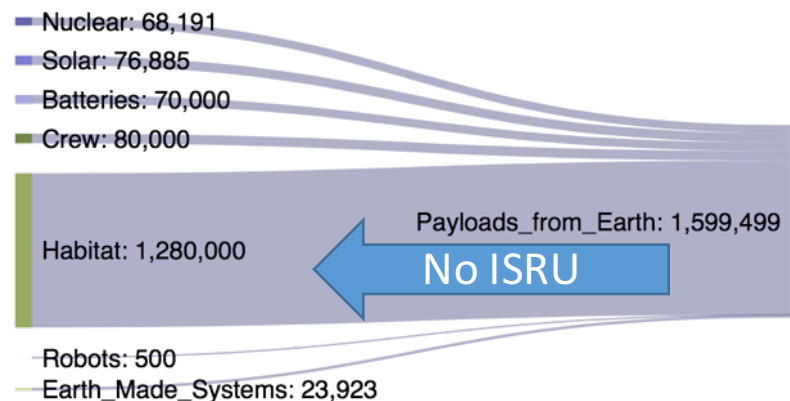 Nuclear: 68,191
Solar: 76,885
Batteries: 70,000
Crew: 80,000
Payloads_from_Earth: 1,599,499
Habitat: 1,280,000
No ISRU
Robots: 500
Earth_Made_Systems: 23,923